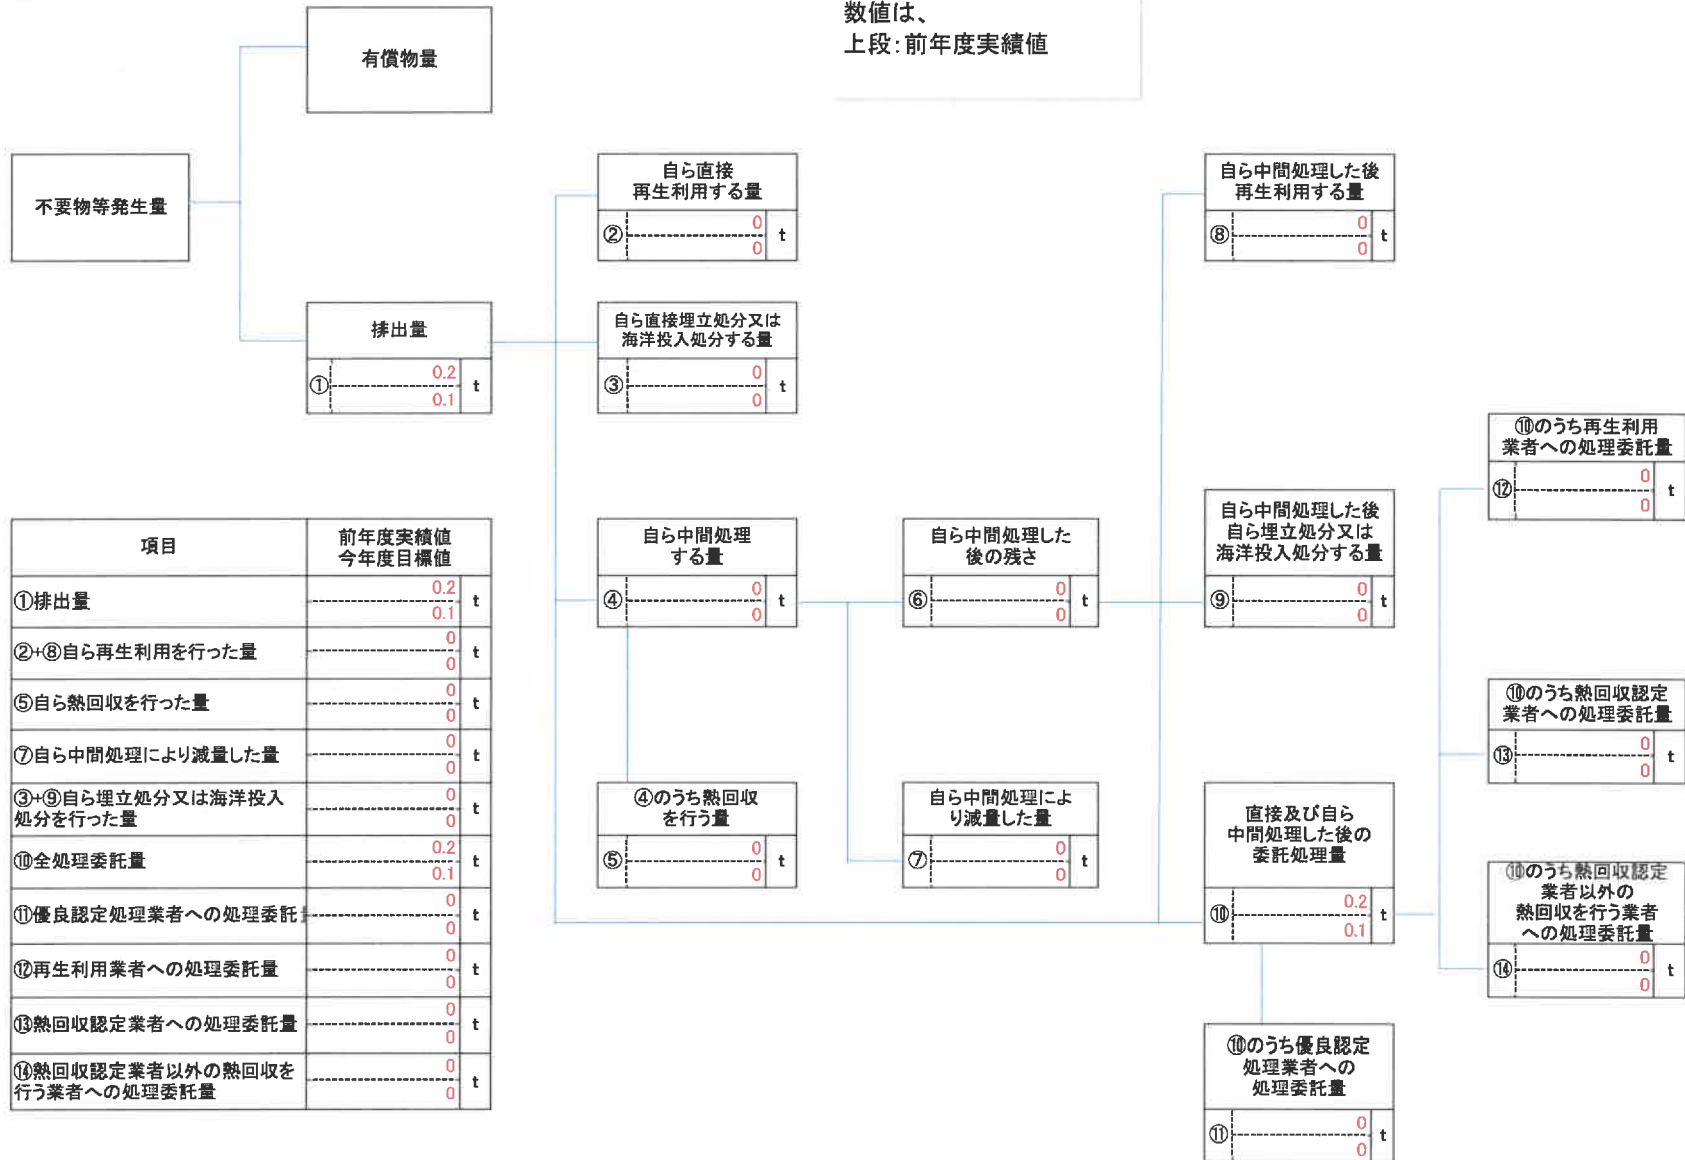 数値は、
上段:前年度実績値
有償物量
不要物等発生量
排出量
①
0.2
0.1
t
自ら直接
再生利用する量
②
0
0
t
自ら直接埋立処分又は
海洋投入処分する量
③
0
0
t
自ら中間処理
する量
④
0
0
t
④のうち熱回収
を行う量
⑤
0
0
t
自ら中間処理した
後の残さ
⑥
0
0
t
自ら中間処理によ
り減量した量
⑦
0
0
t
自ら中間処理した後
再生利用する量
⑧
0
0
t
自ら中間処理した後
自ら埋立処分又は
海洋投入処分する量
⑨
0
0
t
直接及び自ら
中間処理した後の
委託処理量
⑩
0.2
0.1
t
⑩のうち優良認定
処理業者への
処理委託量
⑪
0
0
t
⑩のうち再生利用
業者への処理委託量
⑫
0
0
t
⑩のうち熱回収認定
業者への処理委託量
⑬
0
0
t
⑩のうち熱回収認定
業者以外の
熱回収を行う業者
への処理委託量
⑭
0
0
t
項目
前年度実績値
今年度目標値
①排出量
0.2
0.1
t
②+⑧自ら再生利用を行った量
0
0
t
⑤自ら熱回収を行った量
0
0
t
⑦自ら中間処理により減量した量
0
0
t
③+⑨自ら埋立処分又は海洋投入
処分を行った量
0
0
t
⑩全処理委託量
0.2
0.1
t
⑪優良認定処理業者への処理委託
0
0
t
⑫再生利用業者への処理委託量
0
0
t
⑬熱回収認定業者への処理委託量
0
0
t
⑭熱回収認定業者以外の熱回収を
行う業者への処理委託量
0
0
t